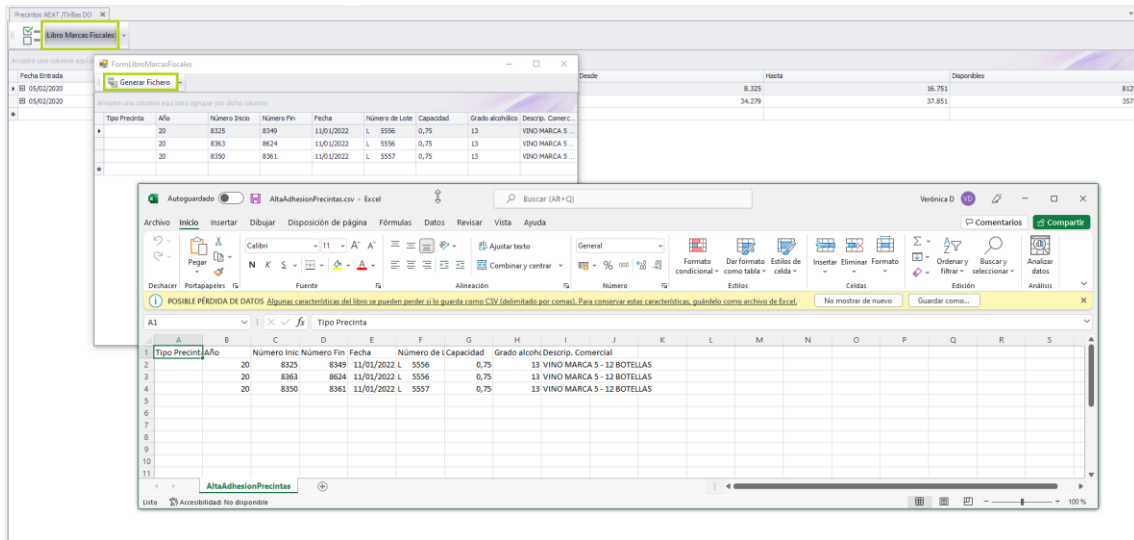 Precintos AEAT /Tirillas DO
Libro Marcas Fiscales
Fecha Entrada Desde Hasta Disponibles
05/02/2020 8.325 16.751 812
05/02/2020 34.279 37.851 357
FormLibroMarcasFiscales
Generar Fichero
Arrastre una columna aquí para agrupar por dicha columna
Tipo Precinta Año Número Inicio Número Fin Fecha Número de Lote Capacidad Grado alcohólico Descrip. Comerc...
20 8325 8349 11/01/2022 L 5556 0,75 13 VINO MARCA 5 ...
20 8363 8624 11/01/2022 L 5556 0,75 13 VINO MARCA 5 ...
20 8350 8361 11/01/2022 L 5557 0,75 13 VINO MARCA 5 ...
Autoguardado AltaAdhesionPrecintas.csv - Excel Buscar (Alt+Q) Verónica D VD
Archivo Inicio Insertar Dibujar Disposición de página Fórmulas Datos Revisar Vista Ayuda Comentarios Compartir
Pegar Calibri 11 Ajustar texto General Formato condicional Dar formato como tabla Estilos de celda Insertar Eliminar Formato Ordenar y filtrar Buscar y seleccionar Analizar datos
N K S Combinar y centrar
Deshacer Portapapeles Fuente Alineación Número Estilos Celdas Edición Análisis
POSIBLE PÉRDIDA DE DATOS Algunas características del libro se pueden perder si lo guarda como CSV (delimitado por comas). Para conservar estas características, guárdelo como archivo de Excel. No mostrar de nuevo Guardar como...
A1 fx Tipo Precinta
A B C D E F G H I J K L M N O P Q R S
1 Tipo Precint Año Número Inic Número Fin Fecha Número de L Capacidad Grado alcoho Descrip. Comercial
2 20 8325 8349 11/01/2022 L 5556 0,75 13 VINO MARCA 5 - 12 BOTELLAS
3 20 8363 8624 11/01/2022 L 5556 0,75 13 VINO MARCA 5 - 12 BOTELLAS
4 20 8350 8361 11/01/2022 L 5557 0,75 13 VINO MARCA 5 - 12 BOTELLAS
5
6
7
8
9
10
11
AltaAdhesionPrecintas
Listo Accesibilidad: No disponible 100 %